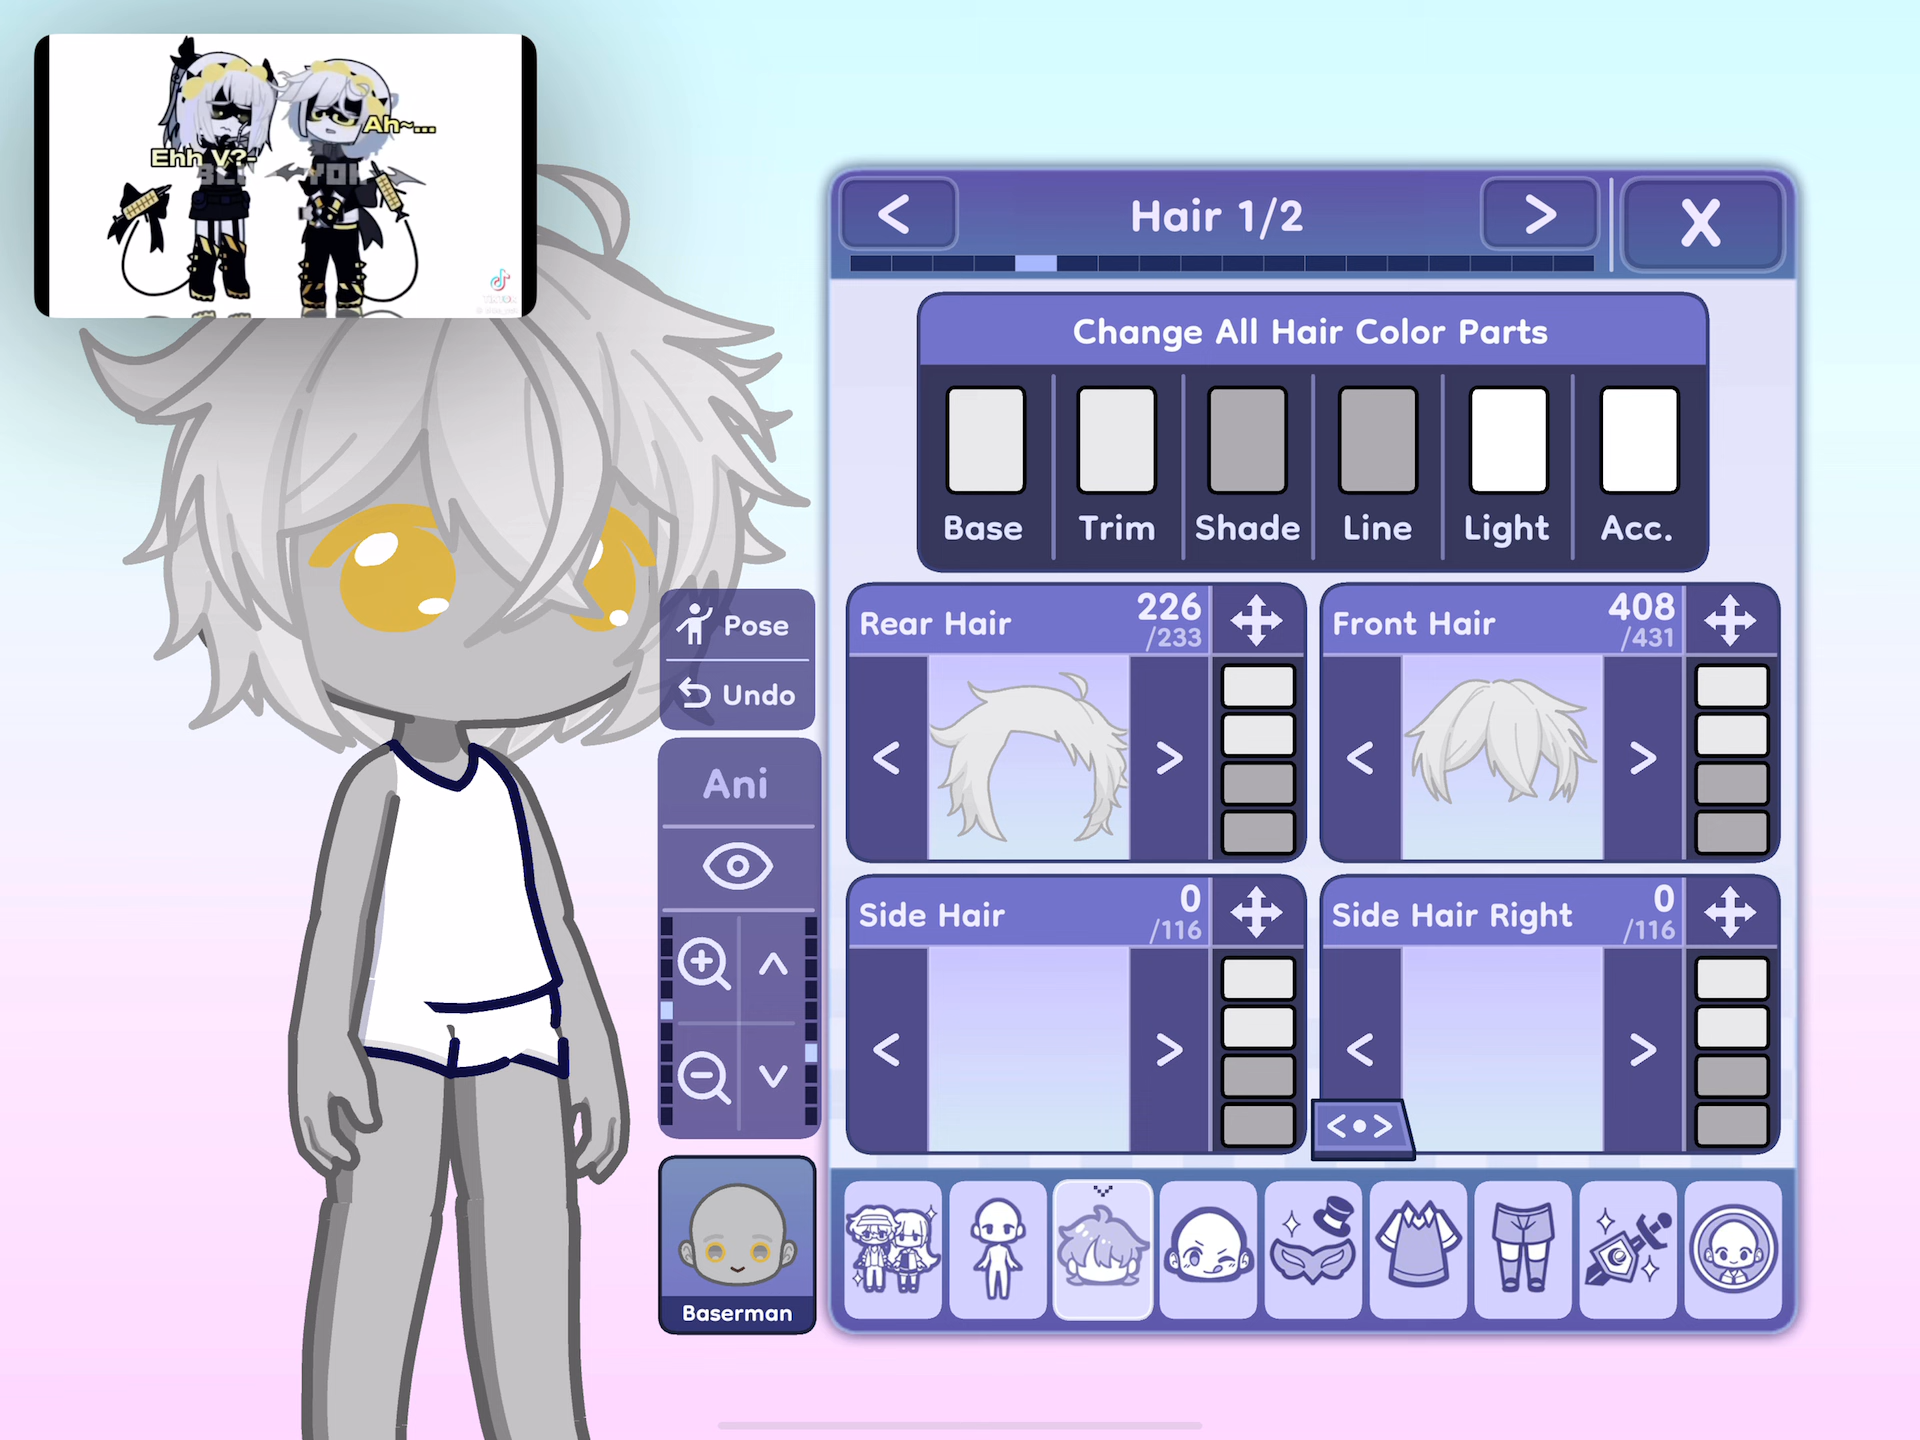 Ah~...
Ehh V?-
Hair 1/2
X
Change All Hair Color Parts
Base
Trim
Shade
Line
Light
Acc.
Pose
Undo
Ani
Baserman
Rear Hair
226
/233
Front Hair
408
/431
Side Hair
0
/116
Side Hair Right
0
/116